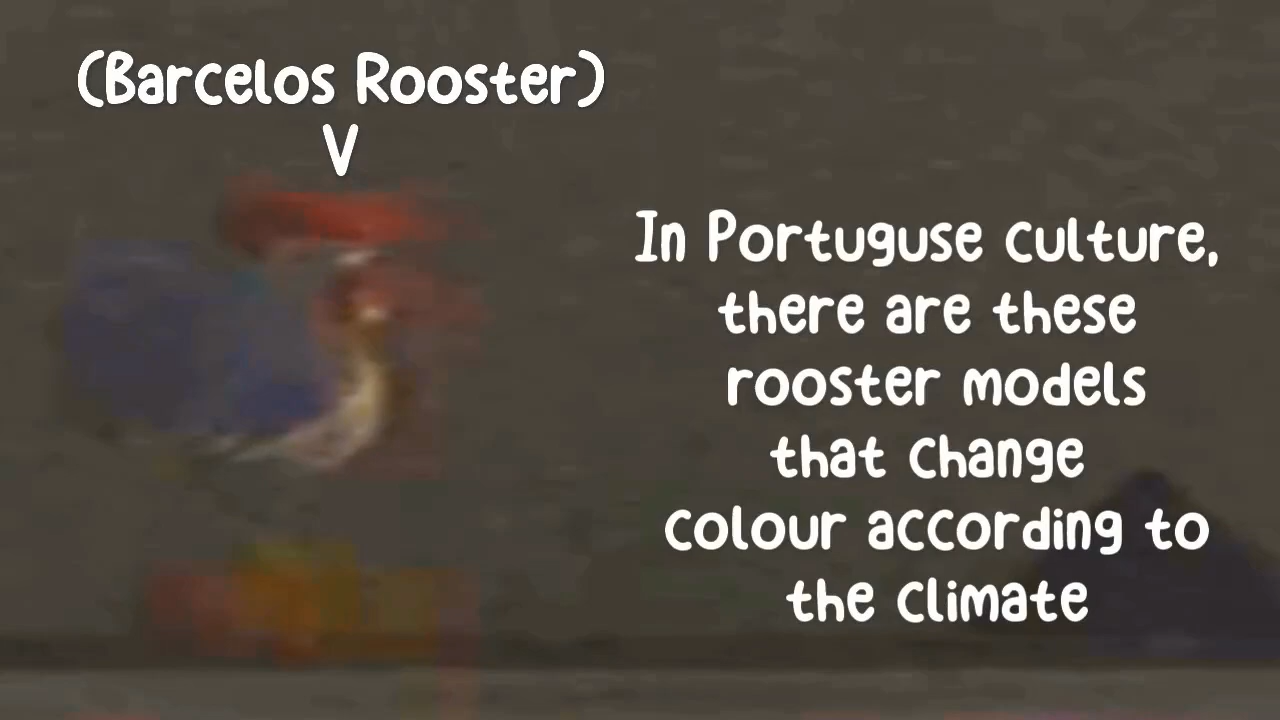 (Barcelos Rooster)
V
In Portuguse culture,
there are these
rooster models
that change
colour according to
the climate